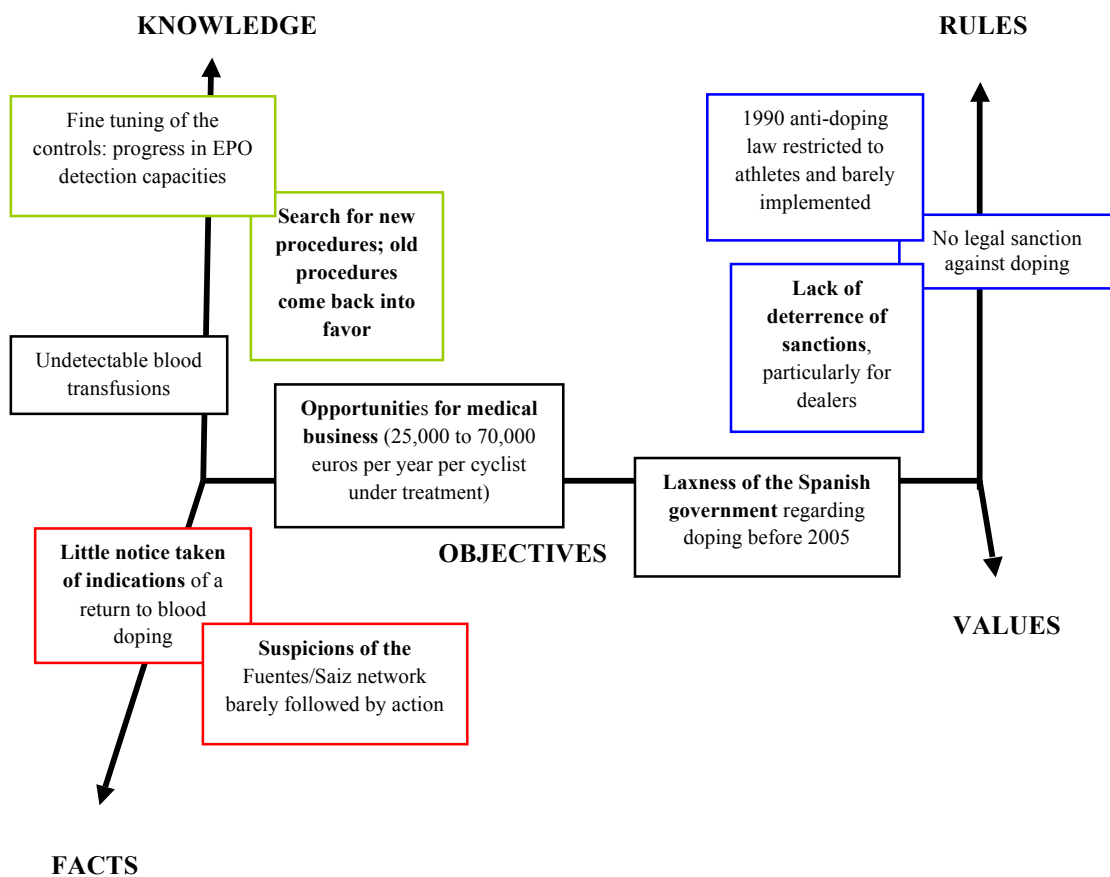 KNOWLEDGE
RULES
Fine tuning of the
controls: progress in EPO
detection capacities
1990 anti-doping
law restricted to
athletes and barely
implemented
Search for new
procedures; old
procedures
come back into
favor
No legal sanction
against doping
Lack of
deterrence of
sanctions,
particularly for
dealers
Undetectable blood
transfusions
Opportunities for medical
business (25,000 to 70,000
euros per year per cyclist
under treatment)
Laxness of the Spanish
government regarding
doping before 2005
OBJECTIVES
Little notice taken
of indications of a
return to blood
doping
Suspicions of the
Fuentes/Saiz network
barely followed by action
VALUES
FACTS